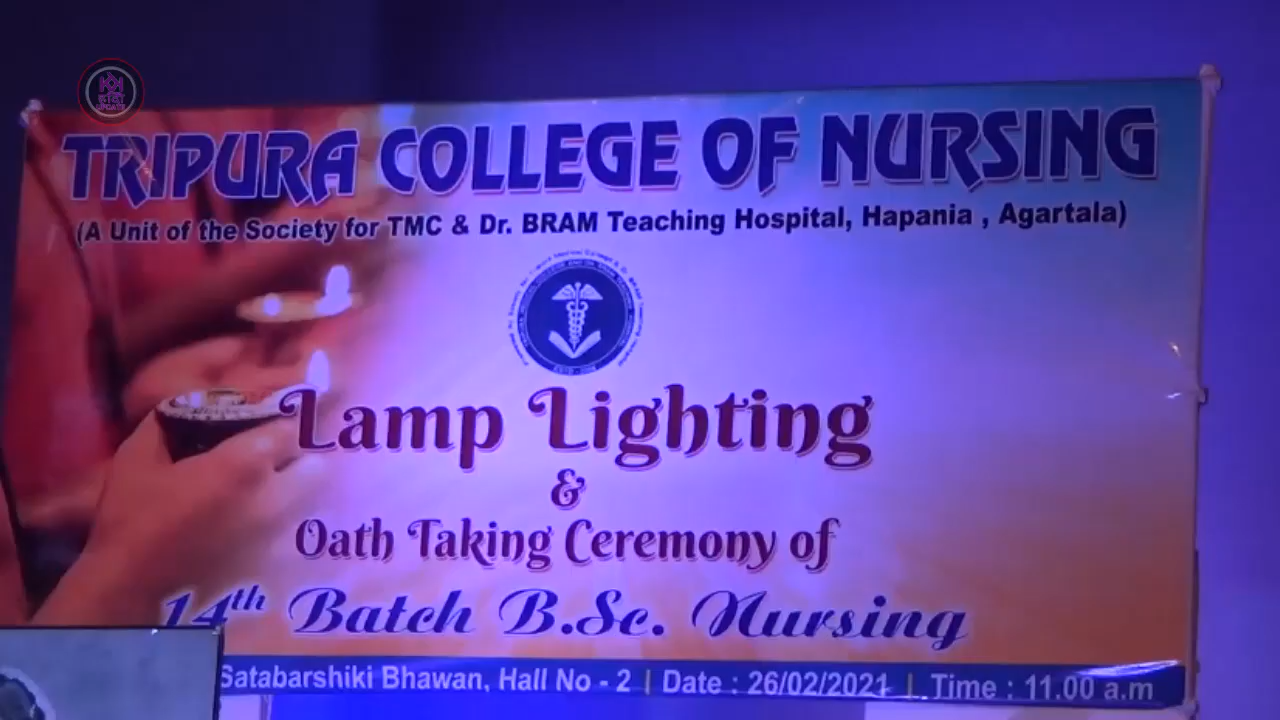 TRIPURA COLLEGE OF NURSING
(A Unit of the Society for TMC & Dr. BRAM Teaching Hospital, Hapania , Agartala)
Lamp Lighting
&
Oath Taking Ceremony of
14th Batch B.Sc. Nursing
Satabarshiki Bhawan, Hall No - 2 | Date : 26/02/2021 | Time : 11.00 a.m